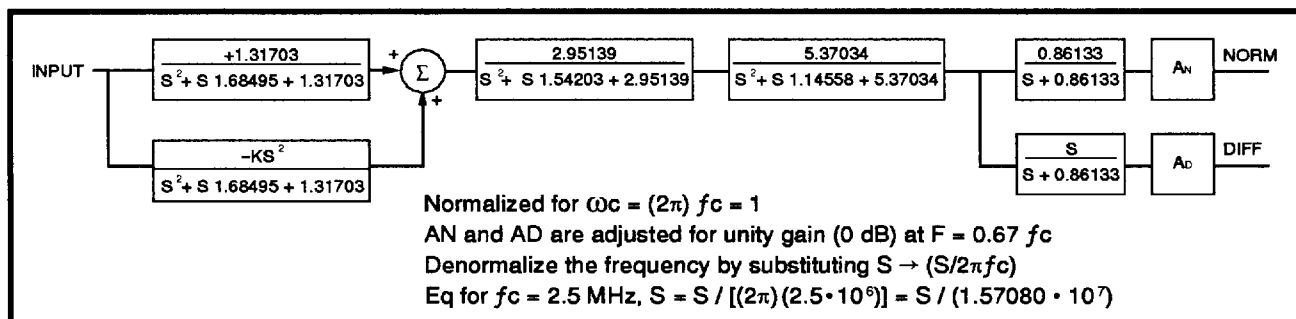 +1.31703
S² + S 1.68495 + 1.31703
2.95139
S² + S 1.54203 + 2.95139
5.37034
S² + S 1.14558 + 5.37034
0.86133
S + 0.86133
AN
NORM
INPUT
+
Σ
+
–KS²
S² + S 1.68495 + 1.31703
S
S + 0.86133
AD
DIFF
Normalized for ωc = (2π) fc = 1
AN and AD are adjusted for unity gain (0 dB) at F = 0.67 fc
Denormalize the frequency by substituting S → (S/2πfc)
Eq for fc = 2.5 MHz, S = S / [(2π) (2.5 • 10⁶)] = S / (1.57080 • 10⁷)